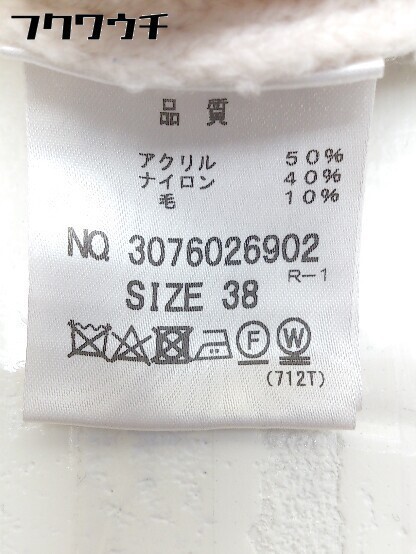 フクワウチ
品 質
アクリル 50%
ナイロン 40%
毛 10%
NO. 3076026902
R-1
SIZE 38
F W
(712T)